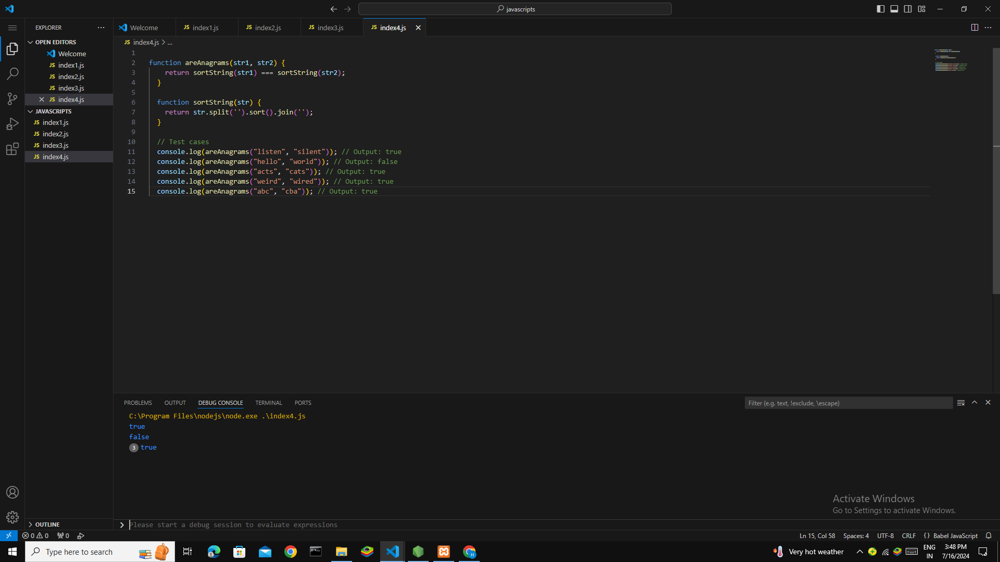 javascripts
EXPLORER
OPEN EDITORS
Welcome
JS index1.js
JS index2.js
JS index3.js
JS index4.js
JAVASCRIPTS
JS index1.js
JS index2.js
JS index3.js
JS index4.js
OUTLINE
Welcome JS index1.js JS index2.js JS index3.js JS index4.js
JS index4.js > ...
1
2 function areAnagrams(str1, str2) {
3 return sortString(str1) === sortString(str2);
4 }
5
6 function sortString(str) {
7 return str.split('').sort().join('');
8 }
9
10 // Test cases
11 console.log(areAnagrams("listen", "silent")); // Output: true
12 console.log(areAnagrams("hello", "world")); // Output: false
13 console.log(areAnagrams("acts", "cats")); // Output: true
14 console.log(areAnagrams("weird", "wired")); // Output: true
15 console.log(areAnagrams("abc", "cba")); // Output: true
PROBLEMS OUTPUT DEBUG CONSOLE TERMINAL PORTS
Filter (e.g. text, !exclude, \escape)
C:\Program Files\nodejs\node.exe .\index4.js
true
false
3 true
Activate Windows
Go to Settings to activate Windows.
Please start a debug session to evaluate expressions
0 0 0
Ln 15, Col 58 Spaces: 4 UTF-8 CRLF {} Babel JavaScript
Type here to search
H
Very hot weather
ENG
IN
3:48 PM
7/16/2024